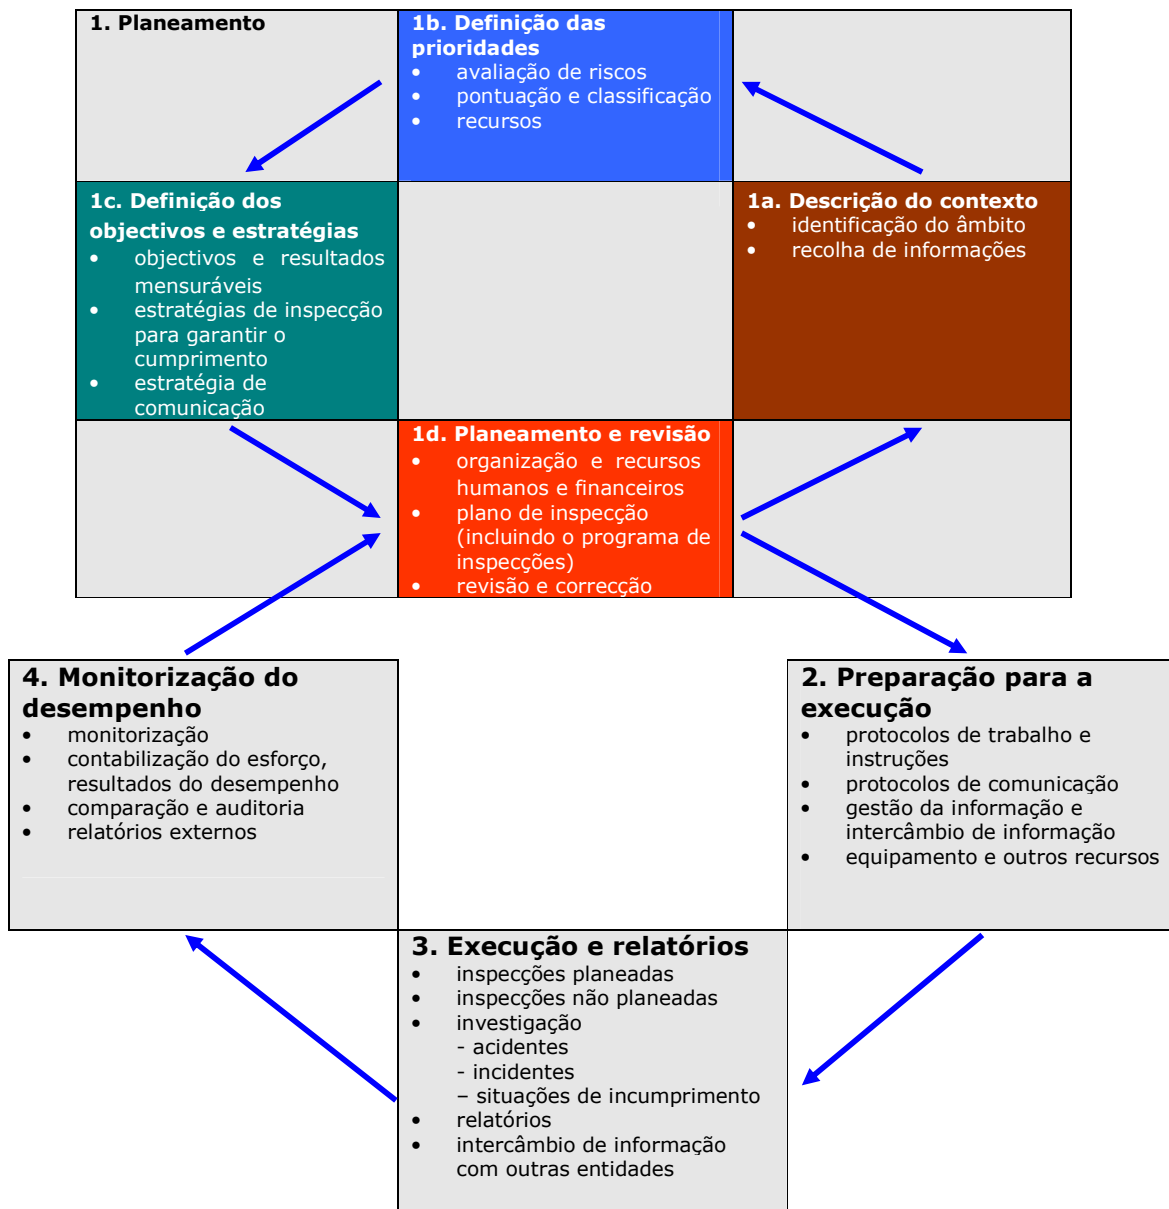 1. Planeamento
1b. Definição das
prioridades
• avaliação de riscos
• pontuação e classificação
• recursos
1c. Definição dos
objectivos e estratégias
• objectivos e resultados
mensuráveis
• estratégias de inspecção
para garantir o
cumprimento
• estratégia de
comunicação
1a. Descrição do contexto
• identificação do âmbito
• recolha de informações
1d. Planeamento e revisão
• organização e recursos
humanos e financeiros
• plano de inspecção
(incluindo o programa de
inspecções)
• revisão e correcção
4. Monitorização do
desempenho
• monitorização
• contabilização do esforço,
resultados do desempenho
• comparação e auditoria
• relatórios externos
2. Preparação para a
execução
• protocolos de trabalho e
instruções
• protocolos de comunicação
• gestão da informação e
intercâmbio de informação
• equipamento e outros recursos
3. Execução e relatórios
• inspecções planeadas
• inspecções não planeadas
• investigação
- acidentes
- incidentes
– situações de incumprimento
• relatórios
• intercâmbio de informação
com outras entidades